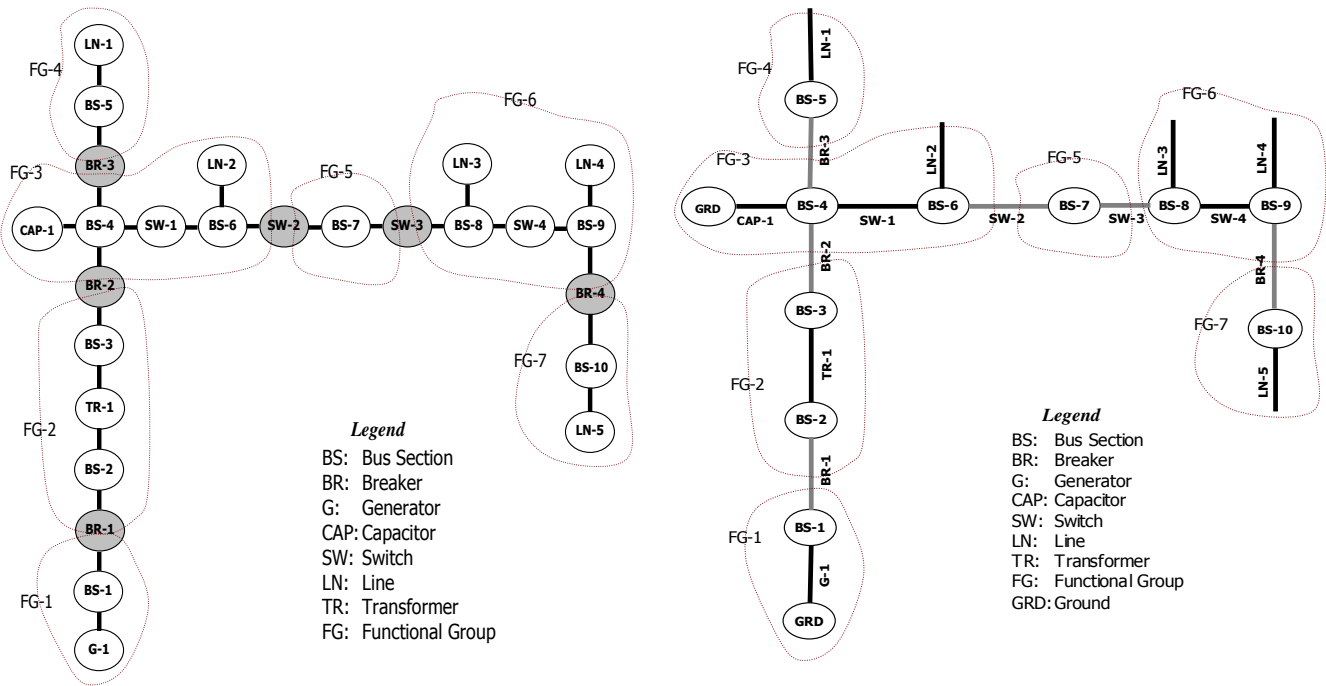 LN-1
FG-4
BS-5
BR-3
FG-3
LN-2
FG-5
LN-3
LN-4
FG-6
CAP-1
BS-4
SW-1
BS-6
SW-2
BS-7
SW-3
BS-8
SW-4
BS-9
BR-2
BR-4
BS-3
FG-7
BS-10
TR-1
FG-2
LN-5
BS-2
BR-1
BS-1
FG-1
G-1
Legend
BS: Bus Section
BR: Breaker
G: Generator
CAP: Capacitor
SW: Switch
LN: Line
TR: Transformer
FG: Functional Group
LN-1
FG-4
BS-5
BR-3
FG-3
LN-2
FG-5
LN-3
LN-4
FG-6
GRD
CAP-1
BS-4
SW-1
BS-6
SW-2
BS-7
SW-3
BS-8
SW-4
BS-9
BR-2
BR-4
BS-3
FG-7
BS-10
TR-1
FG-2
LN-5
BS-2
BR-1
BS-1
FG-1
G-1
GRD
Legend
BS: Bus Section
BR: Breaker
G: Generator
CAP: Capacitor
SW: Switch
LN: Line
TR: Transformer
FG: Functional Group
GRD: Ground